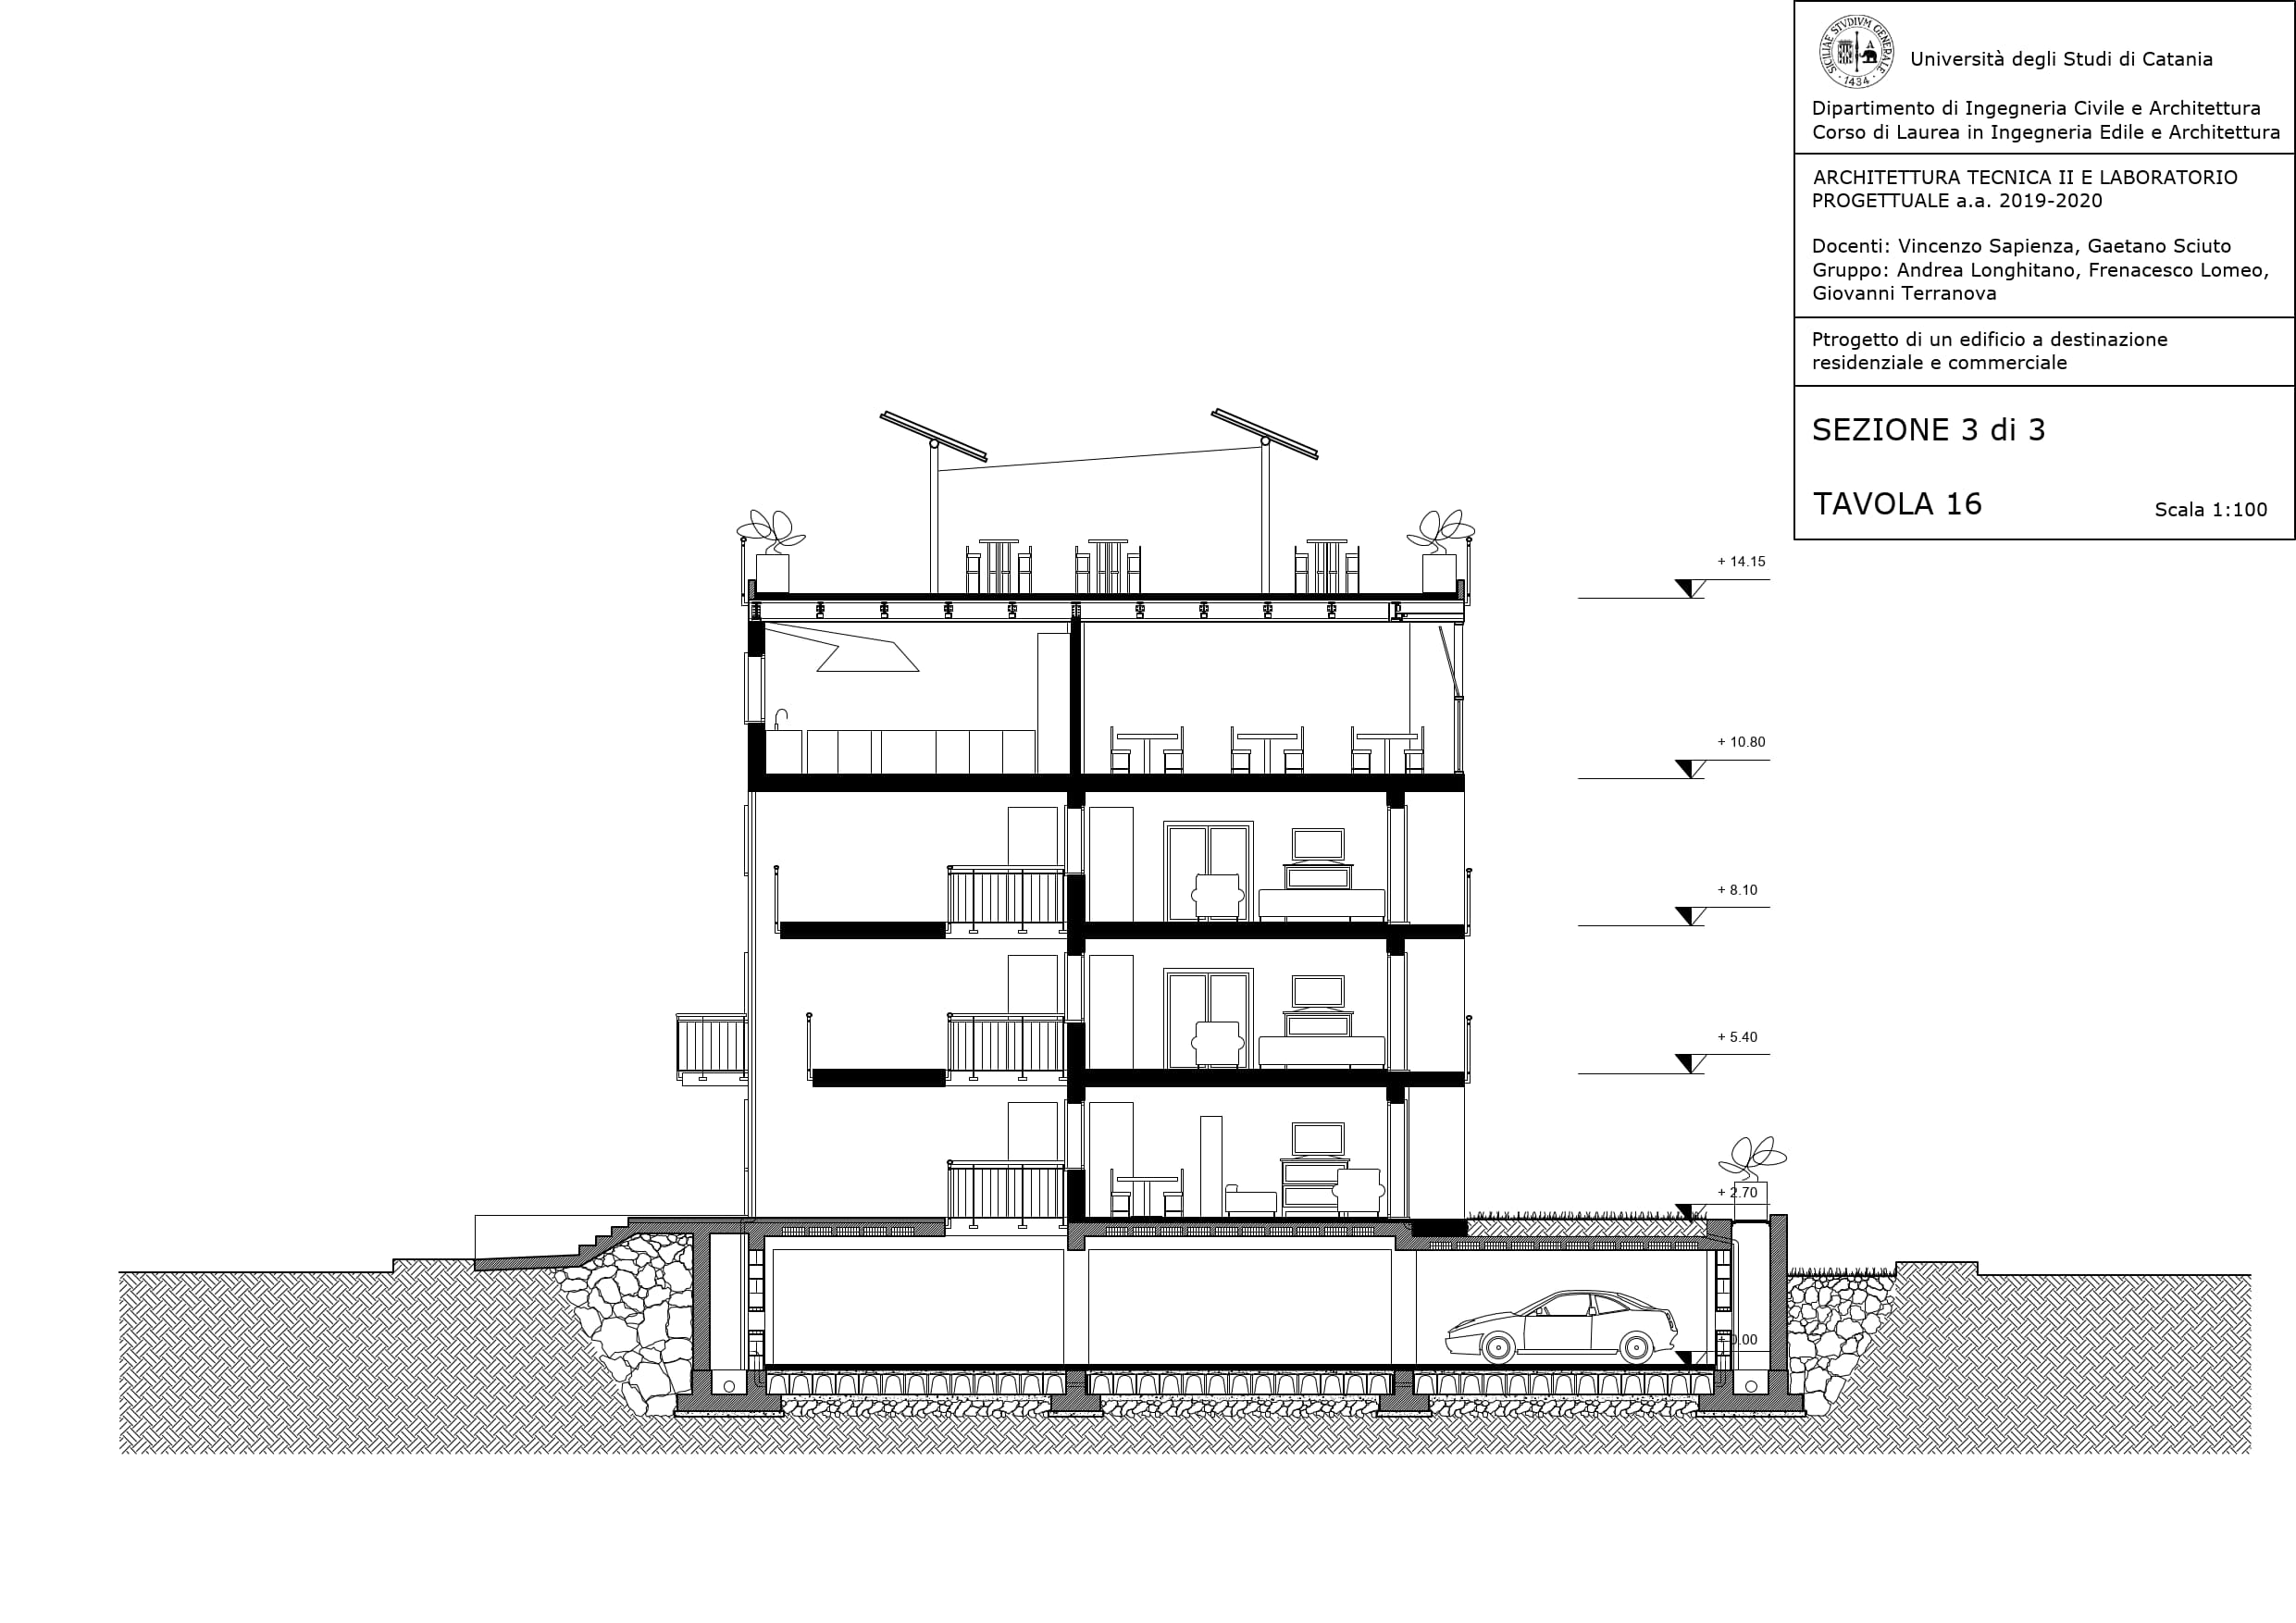 SICILIAE STVDIVM GENERALE
· 1434 ·
Università degli Studi di Catania
Dipartimento di Ingegneria Civile e Architettura
Corso di Laurea in Ingegneria Edile e Architettura
ARCHITETTURA TECNICA II E LABORATORIO
PROGETTUALE a.a. 2019-2020
Docenti: Vincenzo Sapienza, Gaetano Sciuto
Gruppo: Andrea Longhitano, Frenacesco Lomeo,
Giovanni Terranova
Ptrogetto di un edificio a destinazione
residenziale e commerciale
SEZIONE 3 di 3
TAVOLA 16
Scala 1:100
+ 14.15
+ 10.80
+ 8.10
+ 5.40
+ 2.70
+ 0.00